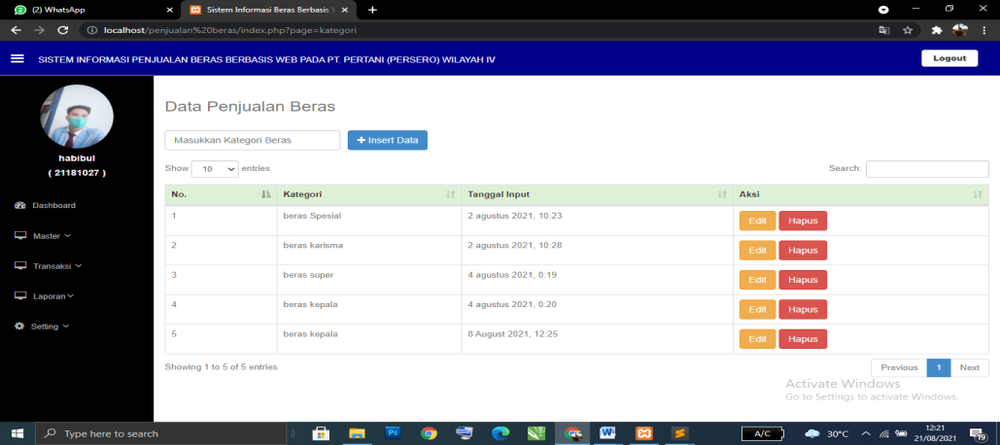 (2) WhatsApp
Sistem Informasi Beras Berbasis
localhost/penjualan%20beras/index.php?page=kategori
SISTEM INFORMASI PENJUALAN BERAS BERBASIS WEB PADA PT. PERTANI (PERSERO) WILAYAH IV
Logout
habibul
( 21181027 )
Dashboard
Master
Transaksi
Laporan
Setting
Data Penjualan Beras
Masukkan Kategori Beras
+ Insert Data
Show 10 entries
Search:
No. Kategori Tanggal Input Aksi
1 beras Spesial 2 agustus 2021, 10:23 Edit Hapus
2 beras karisma 2 agustus 2021, 10:28 Edit Hapus
3 beras super 4 agustus 2021, 0:19 Edit Hapus
4 beras kepala 4 agustus 2021, 0:20 Edit Hapus
5 beras kepala 8 August 2021, 12:25 Edit Hapus
Showing 1 to 5 of 5 entries
Previous 1 Next
Activate Windows
Go to Settings to activate Windows.
Type here to search
Ps
W
A/C
30°C
12:21
21/08/2021
19